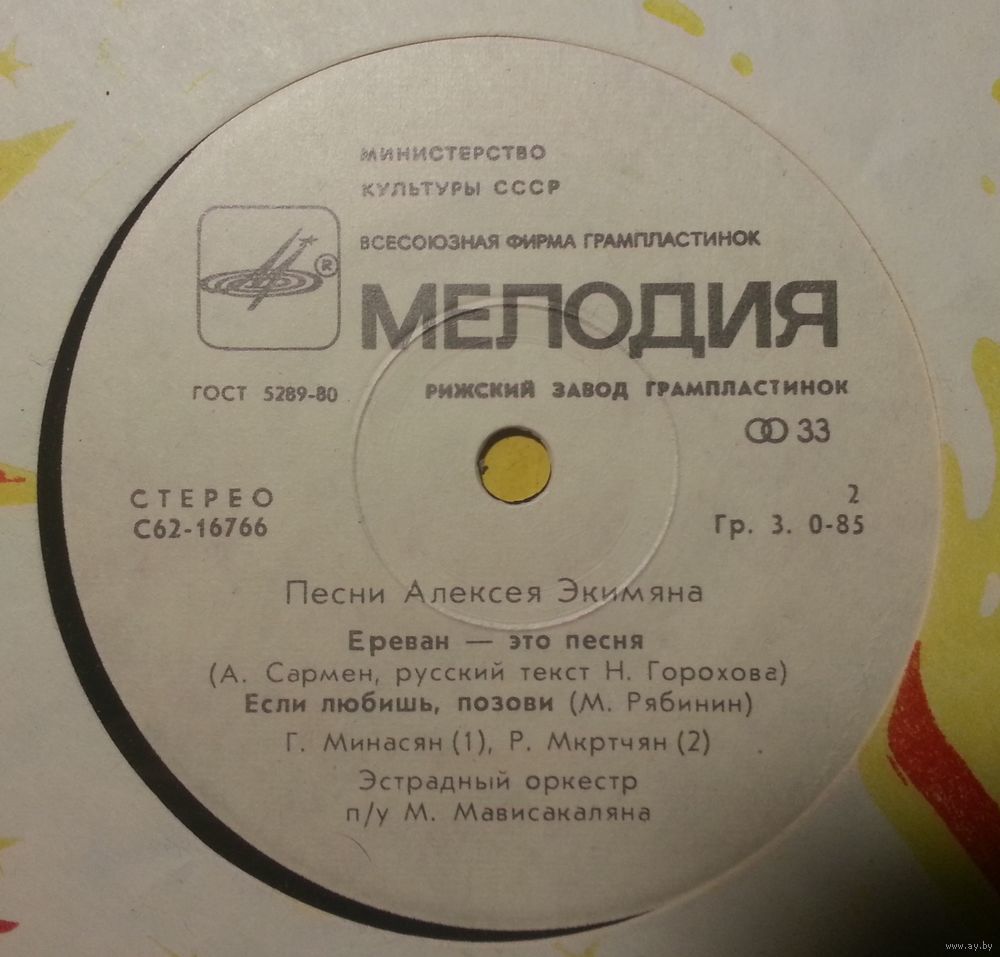 МИНИСТЕРСТВО
КУЛЬТУРЫ СССР
ВСЕСОЮЗНАЯ ФИРМА ГРАМПЛАСТИНОК
®
МЕЛОДИЯ
ГОСТ 5289-80
РИЖСКИЙ ЗАВОД ГРАМПЛАСТИНОК
33
СТЕРЕО
2
С62-16766
Гр. 3. 0-85
Песни Алексея Экимяна
Ереван — это песня
(А. Сармен, русский текст Н. Горохова)
Если любишь, позови (М. Рябинин)
Г. Минасян (1), Р. Мкртчян (2)
Эстрадный оркестр
п/у М. Мависакаляна
www.ay.by